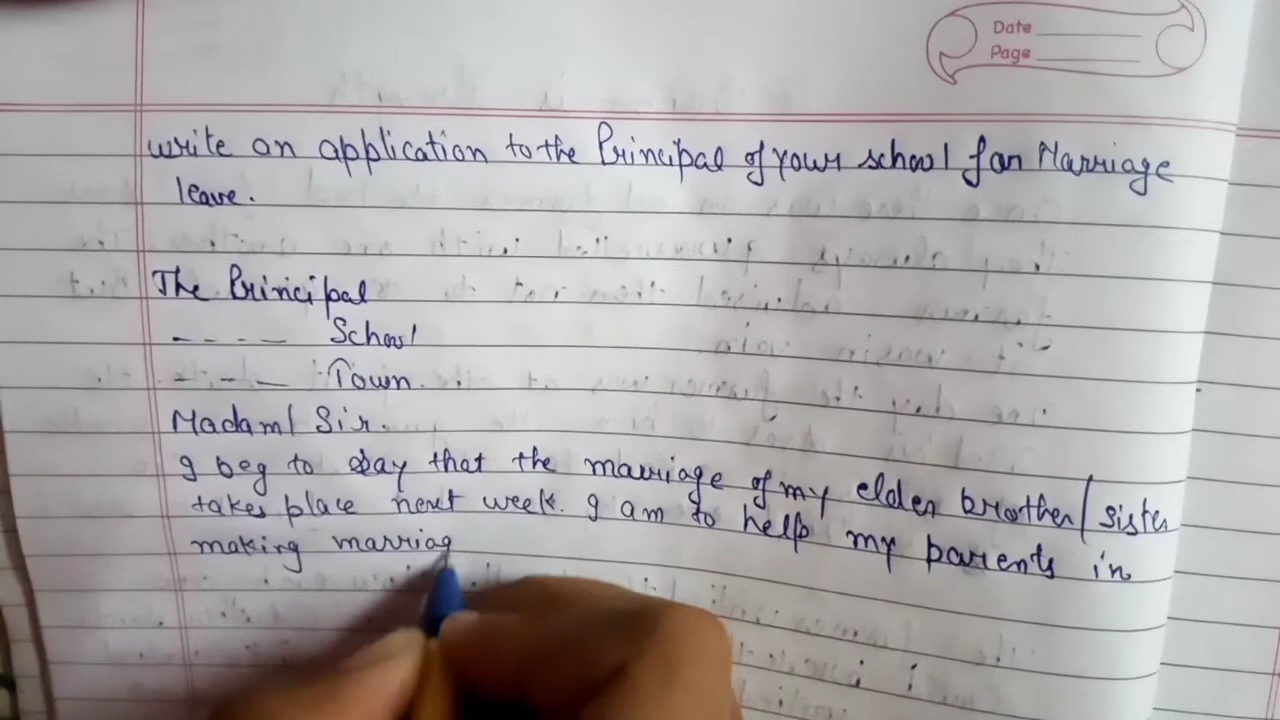 Date
Page
write an application to the Principal of your school for Marriage
leave.
The Principal
---- School
--- Town.
Madam/ Sir.
I beg to say that the marriage of my elder brother/ sister
takes place next week. I am to help my parents in
making marriag